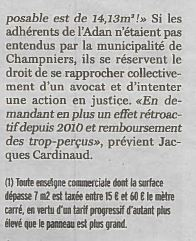 posable est de 14,13m²!» Si les
adhérents de l'Adan n'étaient pas
entendus par la municipalité de
Champniers, ils se réservent le
droit de se rapprocher collective-
ment d'un avocat et d'intenter
une action en justice. «En de-
mandant en plus un effet rétroac-
tif depuis 2010 et remboursement
des trop-perçus», prévient Jac-
ques Cardinaud.
(1) Toute enseigne commerciale dont la surface
dépasse 7 m2 est taxée entre 15 € et 60 € le mètre
carré, en vertu d'un tarif progressif d'autant plus
élevé que le panneau est plus grand.